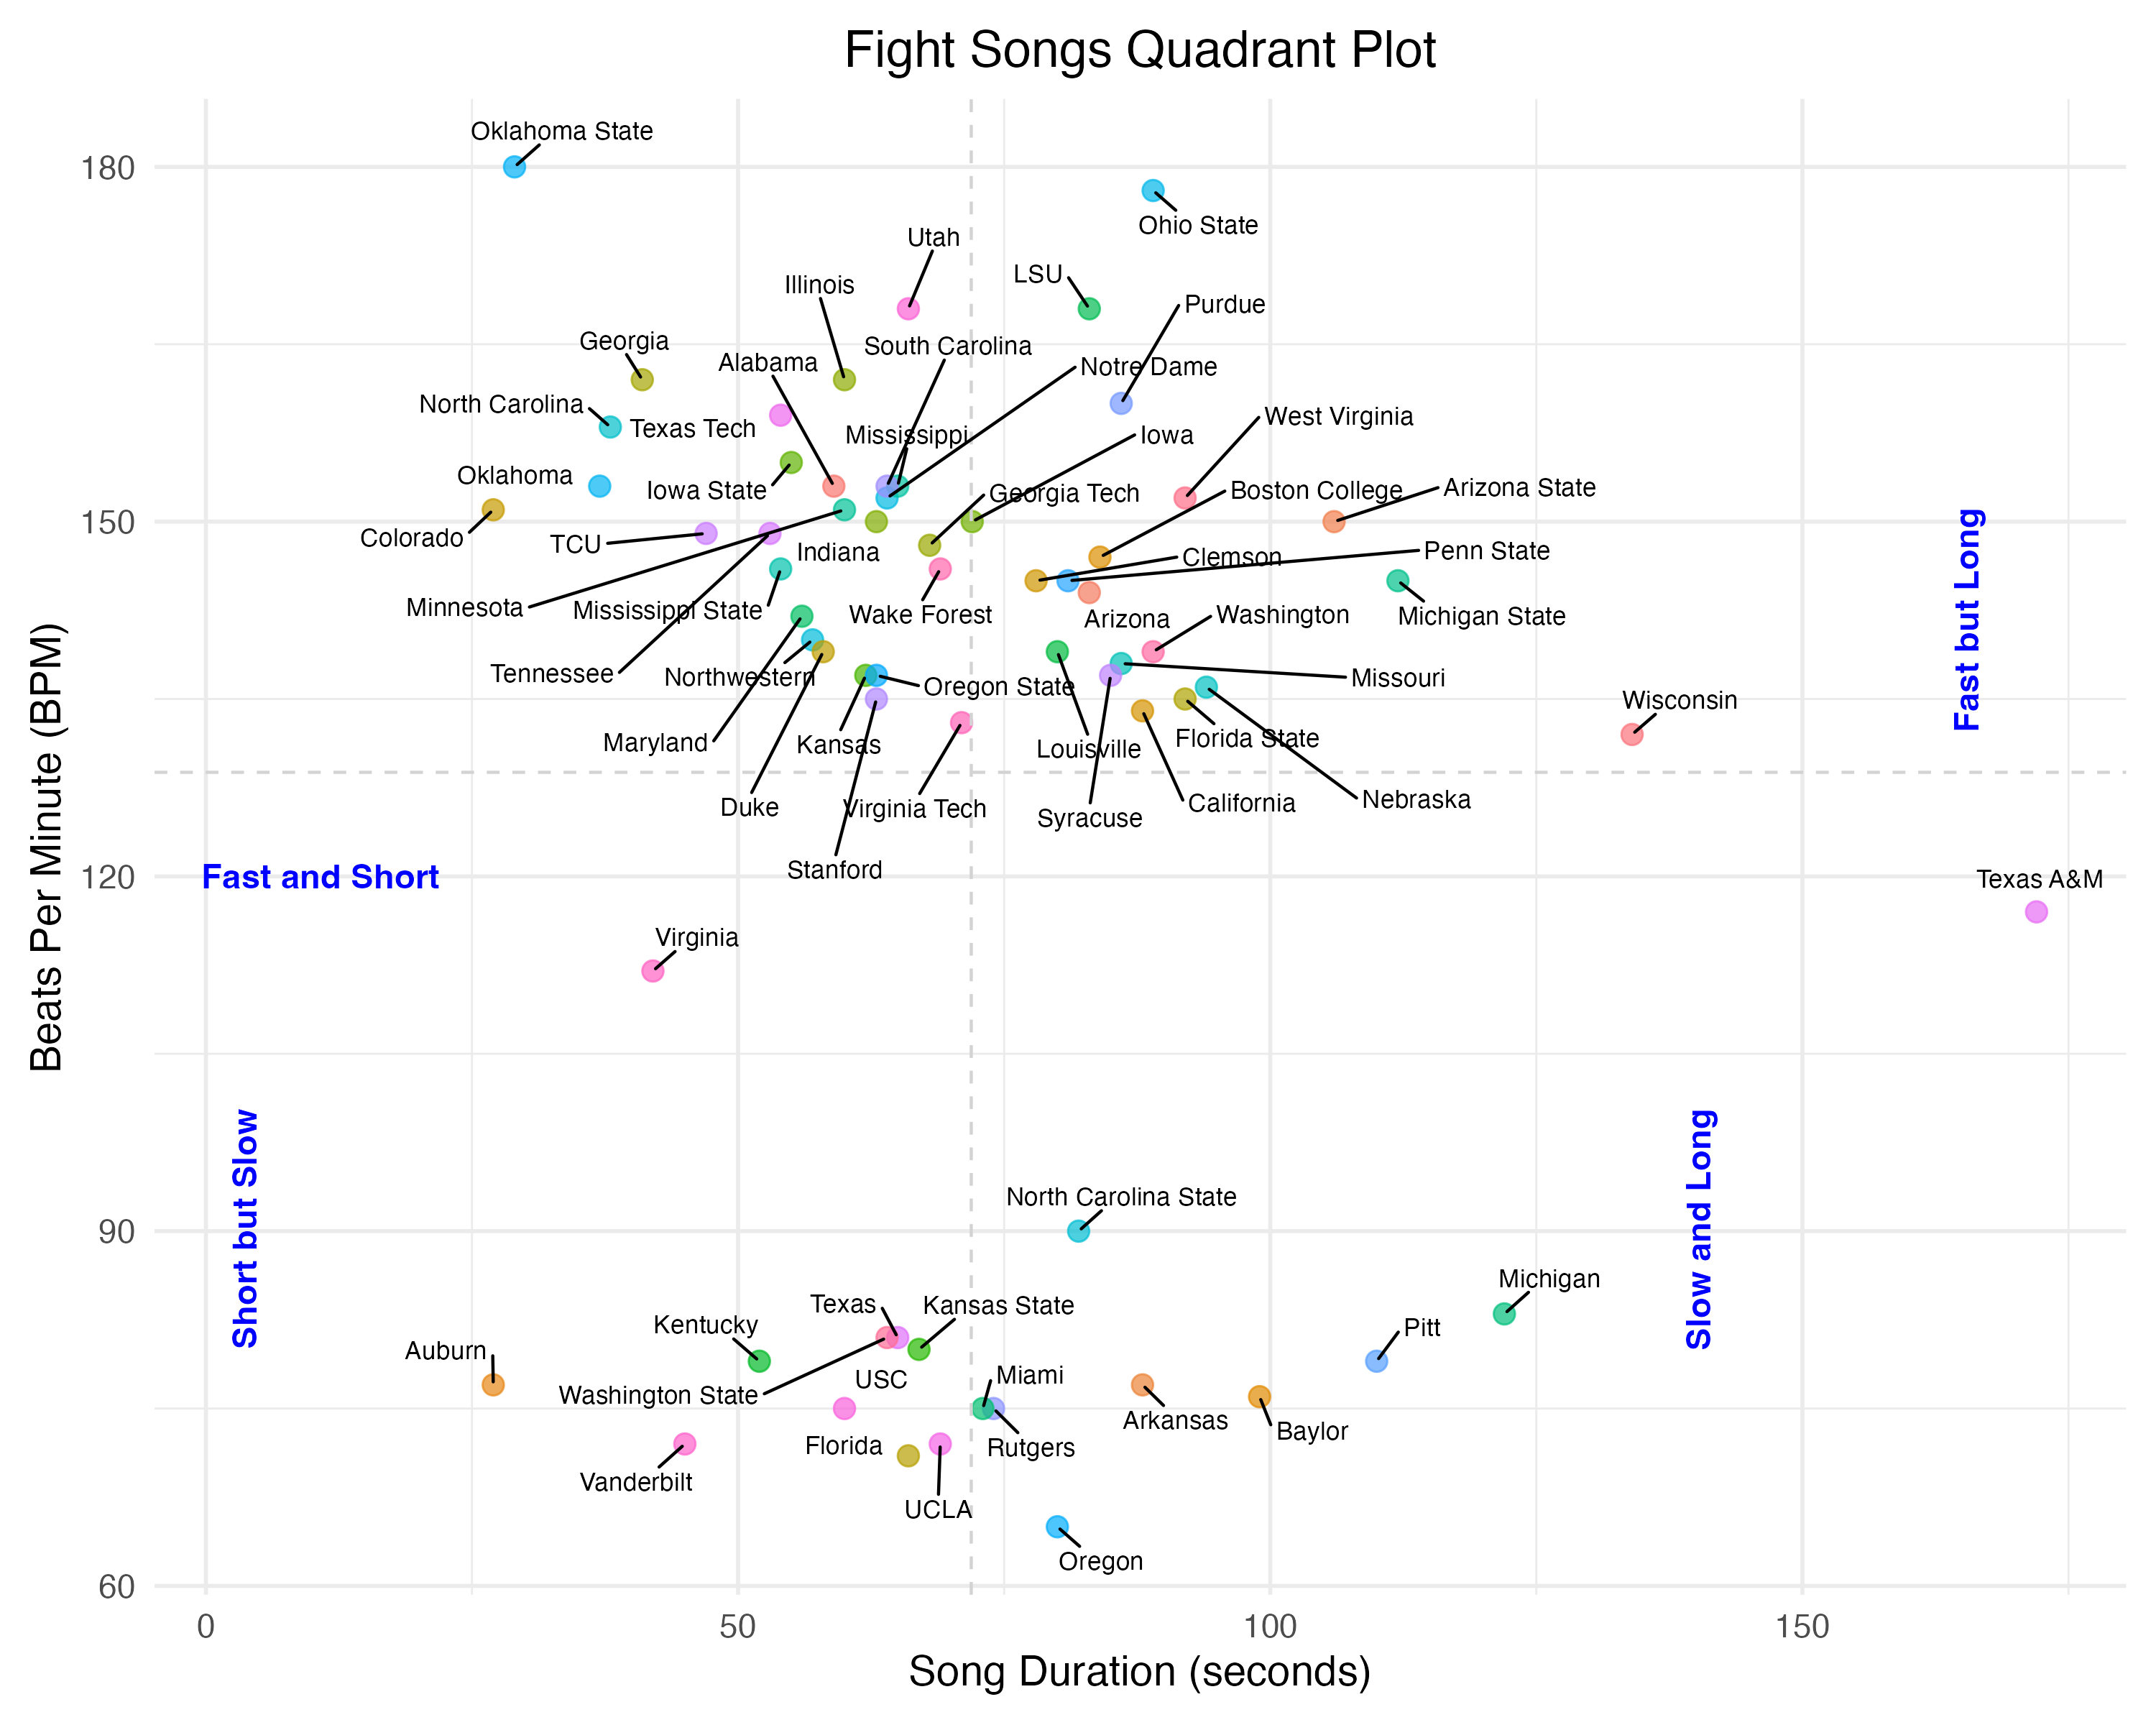 Fight Songs Quadrant Plot
Oklahoma State
180
Ohio State
Utah
LSU
Illinois
Purdue
Georgia
South Carolina
Alabama
Notre Dame
North Carolina
West Virginia
Texas Tech
Mississippi
Iowa
Oklahoma
Iowa State
Georgia Tech
Boston College
Arizona State
150
Colorado
TCU
Indiana
Clemson
Penn State
Minnesota
Mississippi State
Wake Forest
Arizona
Washington
Michigan State
Fast but Long
Tennessee
Northwestern
Oregon State
Missouri
Wisconsin
Maryland
Kansas
Louisville
Florida State
Duke
Virginia Tech
Syracuse
California
Nebraska
Stanford
120
Fast and Short
Texas A&M
Virginia
Beats Per Minute (BPM)
Short but Slow
Slow and Long
North Carolina State
90
Michigan
Texas
Kansas State
Kentucky
Pitt
Auburn
USC
Miami
Washington State
Arkansas
Baylor
Florida
Rutgers
Vanderbilt
UCLA
Oregon
60
0
50
100
150
Song Duration (seconds)